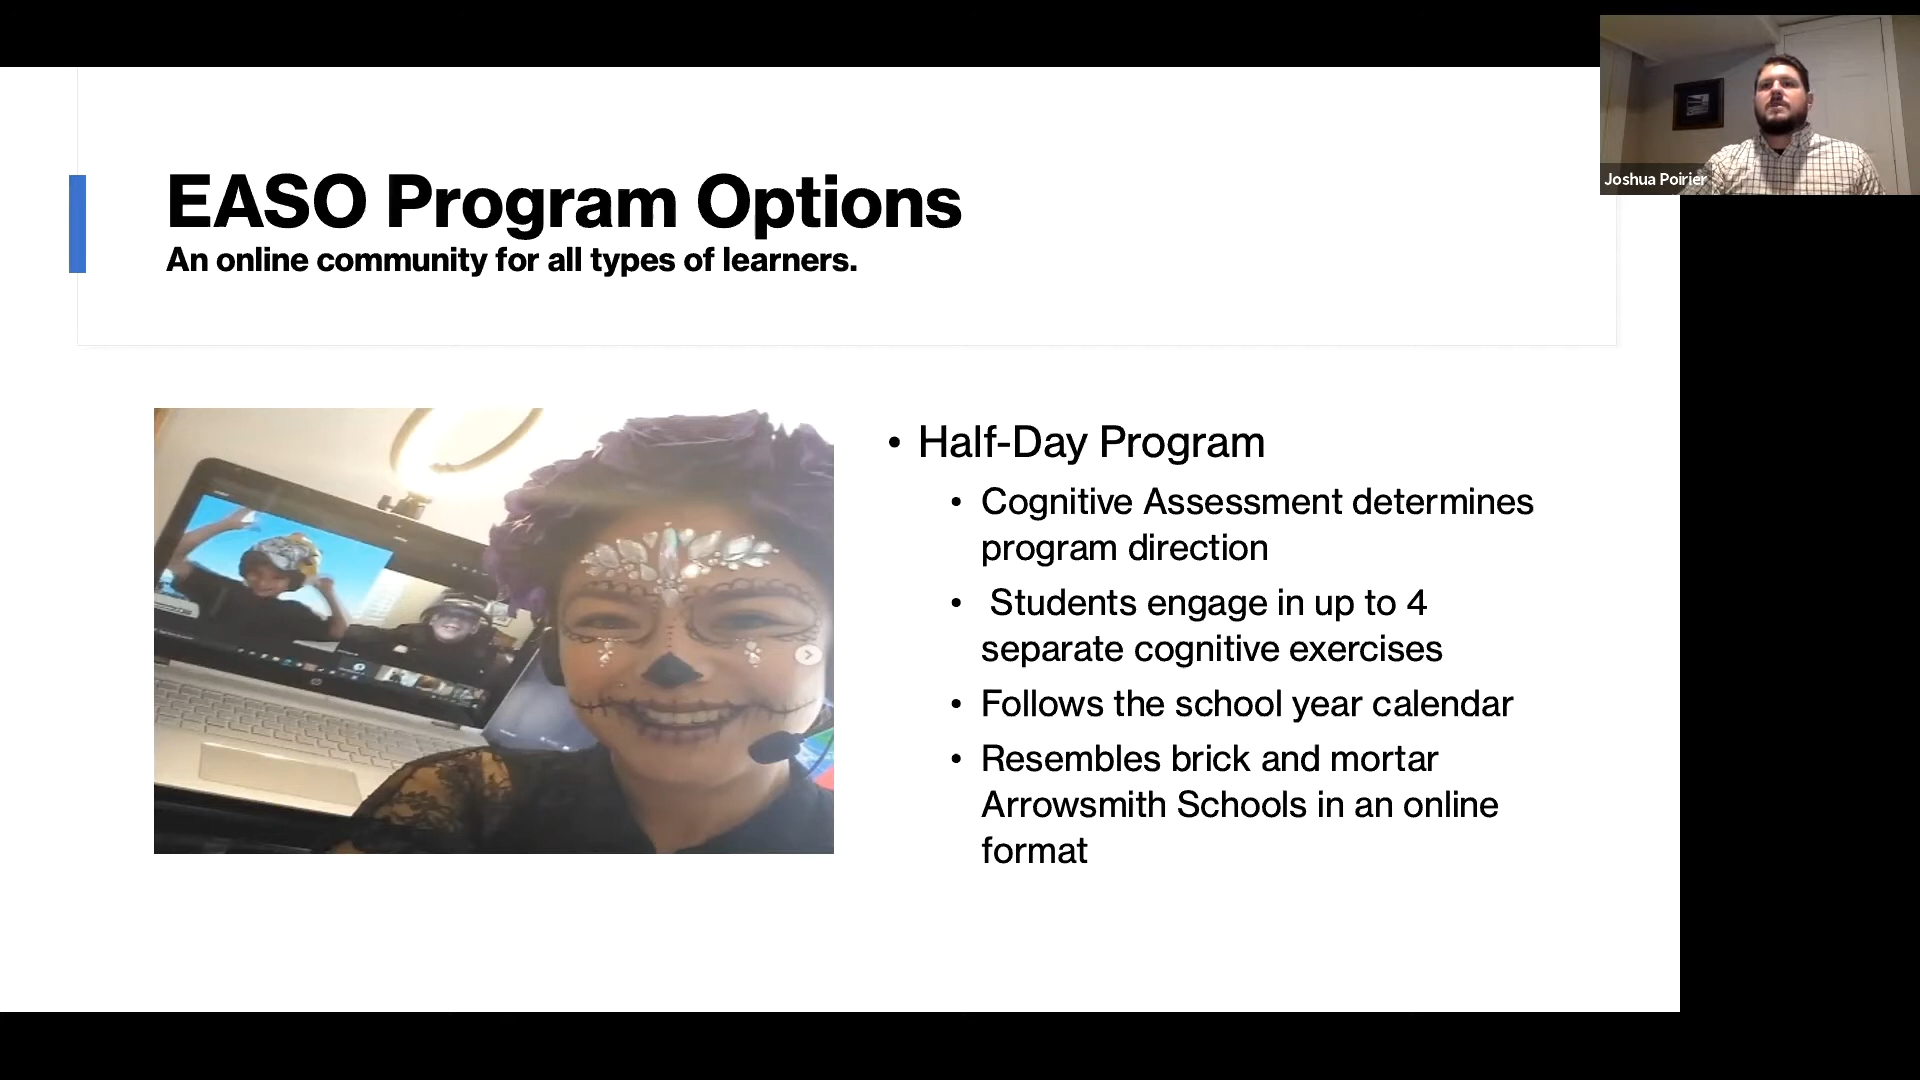 Joshua Poirier
EASO Program Options
An online community for all types of learners.
• Half-Day Program
• Cognitive Assessment determines
program direction
• Students engage in up to 4
separate cognitive exercises
• Follows the school year calendar
• Resembles brick and mortar
Arrowsmith Schools in an online
format